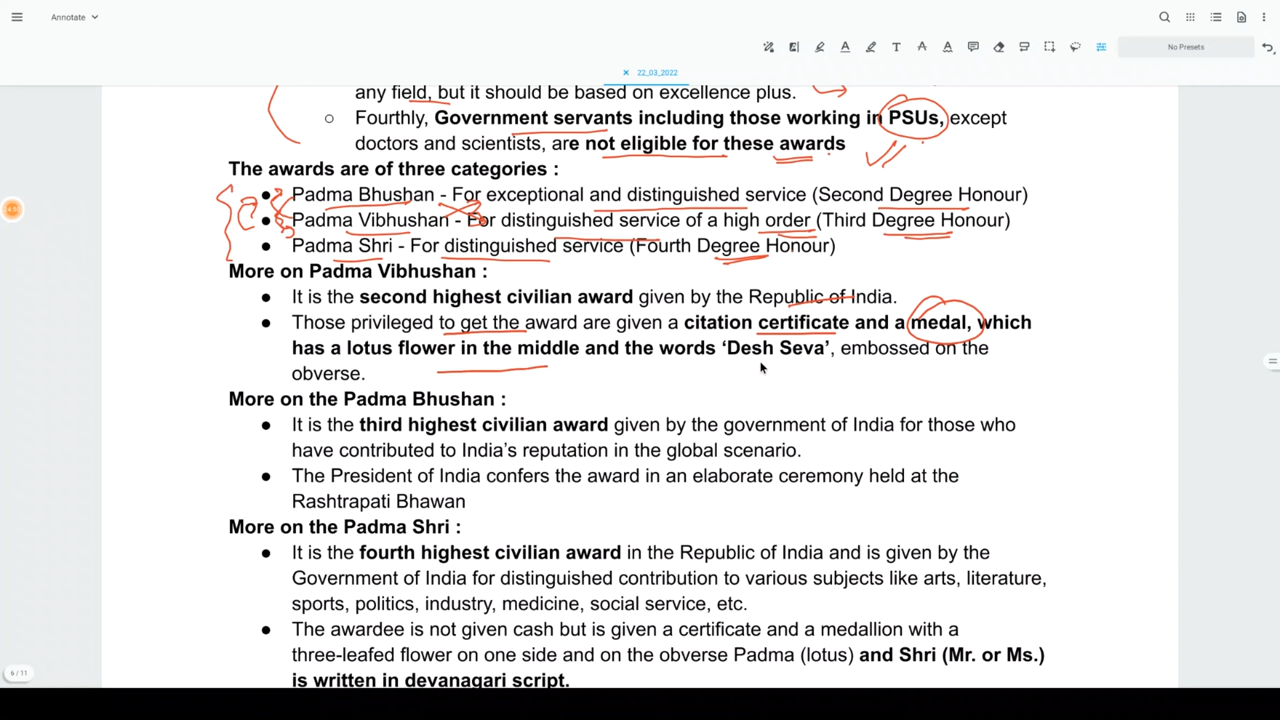 Annotate
No Presets
× 22_03_2022
any field, but it should be based on excellence plus.
○ Fourthly, Government servants including those working in PSUs, except
doctors and scientists, are not eligible for these awards
The awards are of three categories :
● Padma Bhushan - For exceptional and distinguished service (Second Degree Honour)
● Padma Vibhushan - For distinguished service of a high order (Third Degree Honour)
● Padma Shri - For distinguished service (Fourth Degree Honour)
More on Padma Vibhushan :
● It is the second highest civilian award given by the Republic of India.
● Those privileged to get the award are given a citation certificate and a medal, which
has a lotus flower in the middle and the words ‘Desh Seva’, embossed on the
obverse.
More on the Padma Bhushan :
● It is the third highest civilian award given by the government of India for those who
have contributed to India’s reputation in the global scenario.
● The President of India confers the award in an elaborate ceremony held at the
Rashtrapati Bhawan
More on the Padma Shri :
● It is the fourth highest civilian award in the Republic of India and is given by the
Government of India for distinguished contribution to various subjects like arts, literature,
sports, politics, industry, medicine, social service, etc.
● The awardee is not given cash but is given a certificate and a medallion with a
three-leafed flower on one side and on the obverse Padma (lotus) and Shri (Mr. or Ms.)
is written in devanagari script.
6 / 11